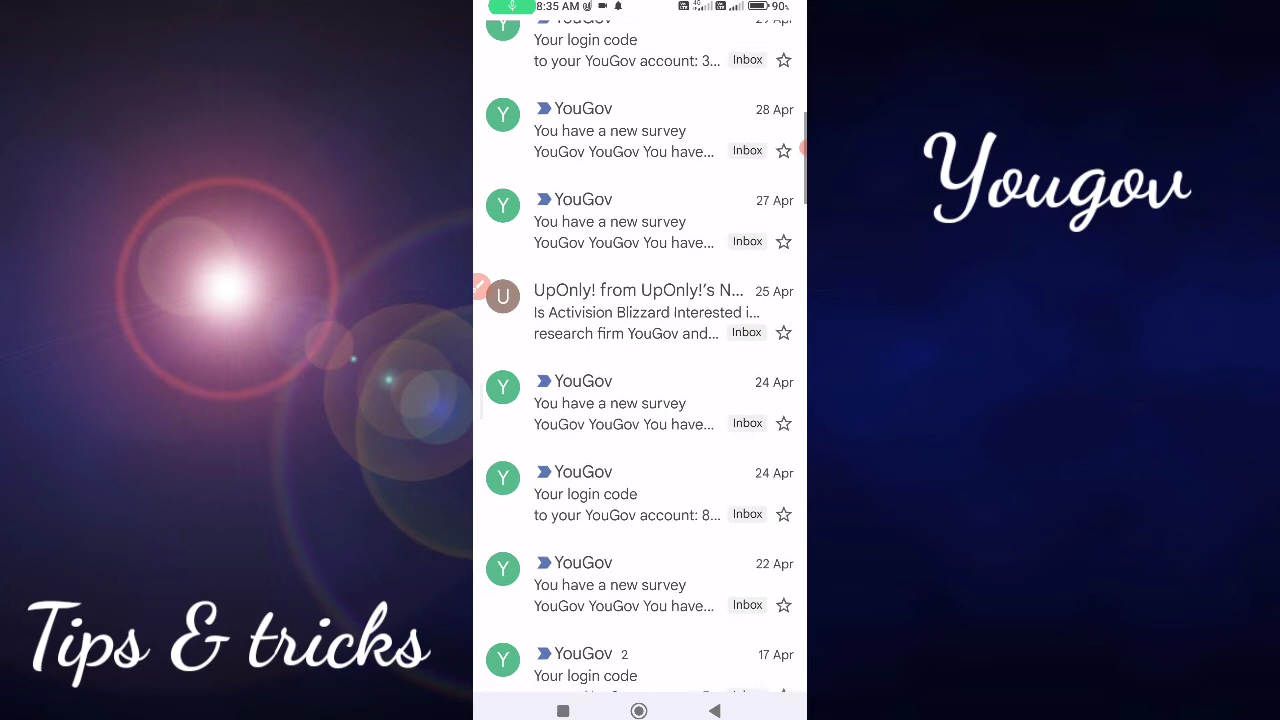 8:35 AM
90%
YouGov
29 Apr
Your login code
to your YouGov account: 3...
Inbox
Y
YouGov
28 Apr
You have a new survey
YouGov YouGov You have...
Inbox
Y
YouGov
27 Apr
You have a new survey
YouGov YouGov You have...
Inbox
U
UpOnly! from UpOnly!'s N...
25 Apr
Is Activision Blizzard Interested i...
research firm YouGov and...
Inbox
Y
YouGov
24 Apr
You have a new survey
YouGov YouGov You have...
Inbox
Y
YouGov
24 Apr
Your login code
to your YouGov account: 8...
Inbox
Y
YouGov
22 Apr
You have a new survey
YouGov YouGov You have...
Inbox
Y
YouGov 2
17 Apr
Your login code
Yougov
Tips & tricks